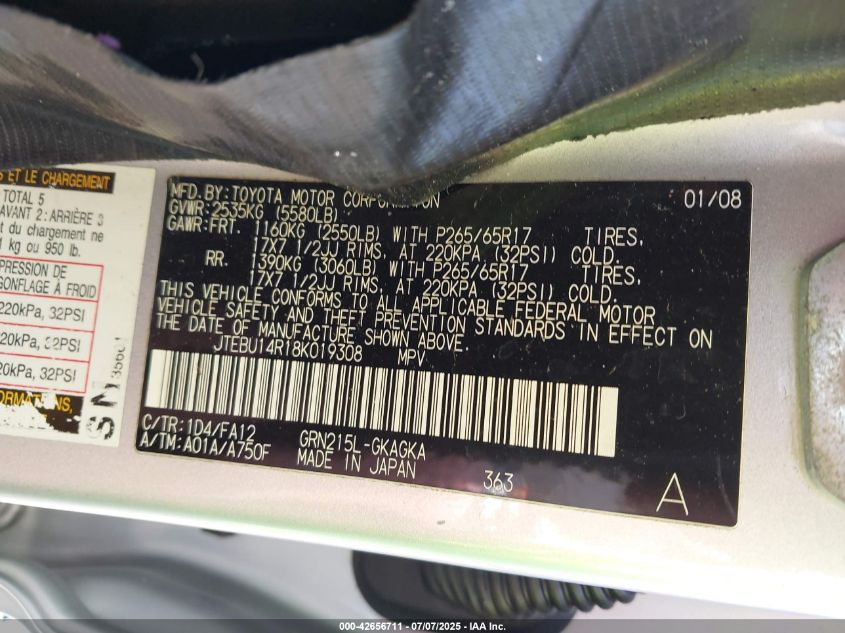 S ET LE CHARGEMENT
TOTAL 5
AVANT 2: ARRIÈRE 3
t du chargement ne
1 kg ou 950 lb.
PRESSION DE
GONFLAGE À FROID
220kPa, 32PSI
20kPa, 32PSI
20kPa, 32PSI
MFD. BY: TOYOTA MOTOR CORPORATION 01/08
GVWR: 2535KG (5580LB)
GAWR: FRT. 1160KG (2550LB) WITH P265/65R17 TIRES,
17X7 1/2JJ RIMS, AT 220KPA (32PSI) COLD.
RR. 1390KG (3060LB) WITH P265/65R17 TIRES,
17X7 1/2JJ RIMS, AT 220KPA (32PSI) COLD.
THIS VEHICLE CONFORMS TO ALL APPLICABLE FEDERAL MOTOR
VEHICLE SAFETY AND THEFT PREVENTION STANDARDS IN EFFECT ON
THE DATE OF MANUFACTURE SHOWN ABOVE.
JTEBU14R18K019308 MPV
C/TR: 1D4/FA12 GRN215L-GKAGKA
A/TM: A01A/A750F MADE IN JAPAN 363 A
000-42656711 - 07/07/2025 - IAA Inc.